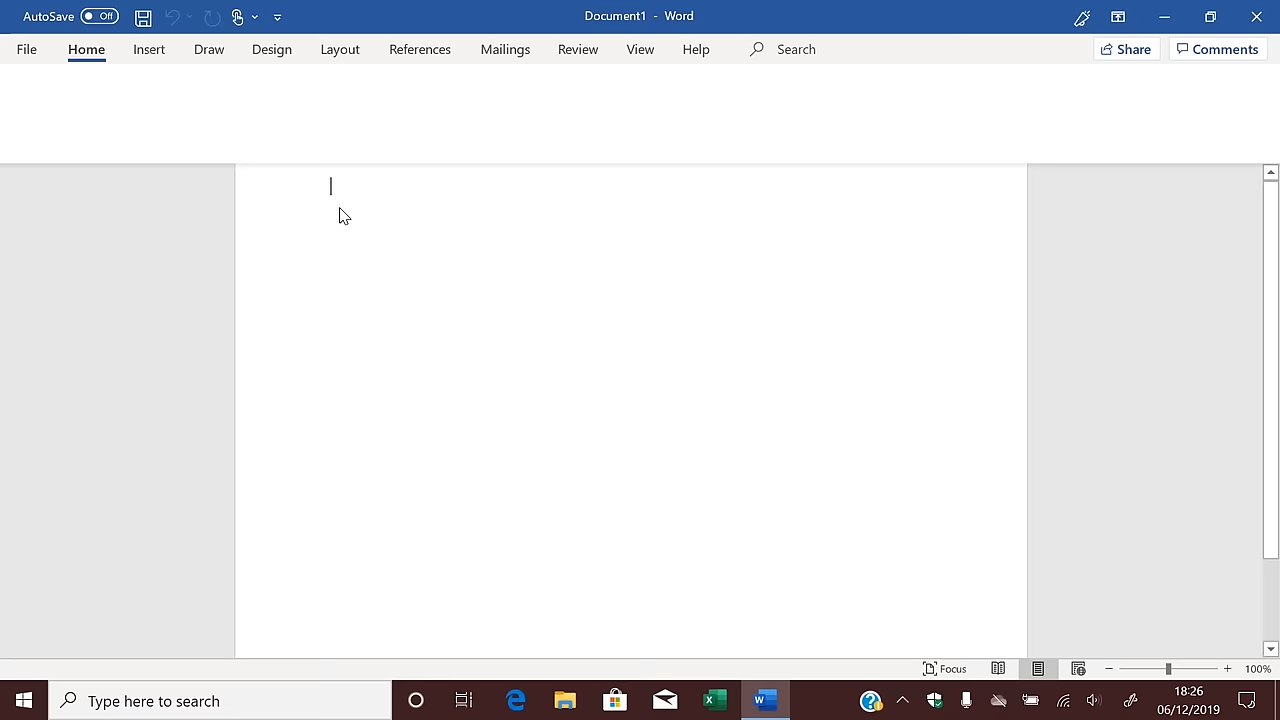 AutoSave Off Document1 - Word
File Home Insert Draw Design Layout References Mailings Review View Help Search Share Comments
Focus 100%
Type here to search 18:26
06/12/2019